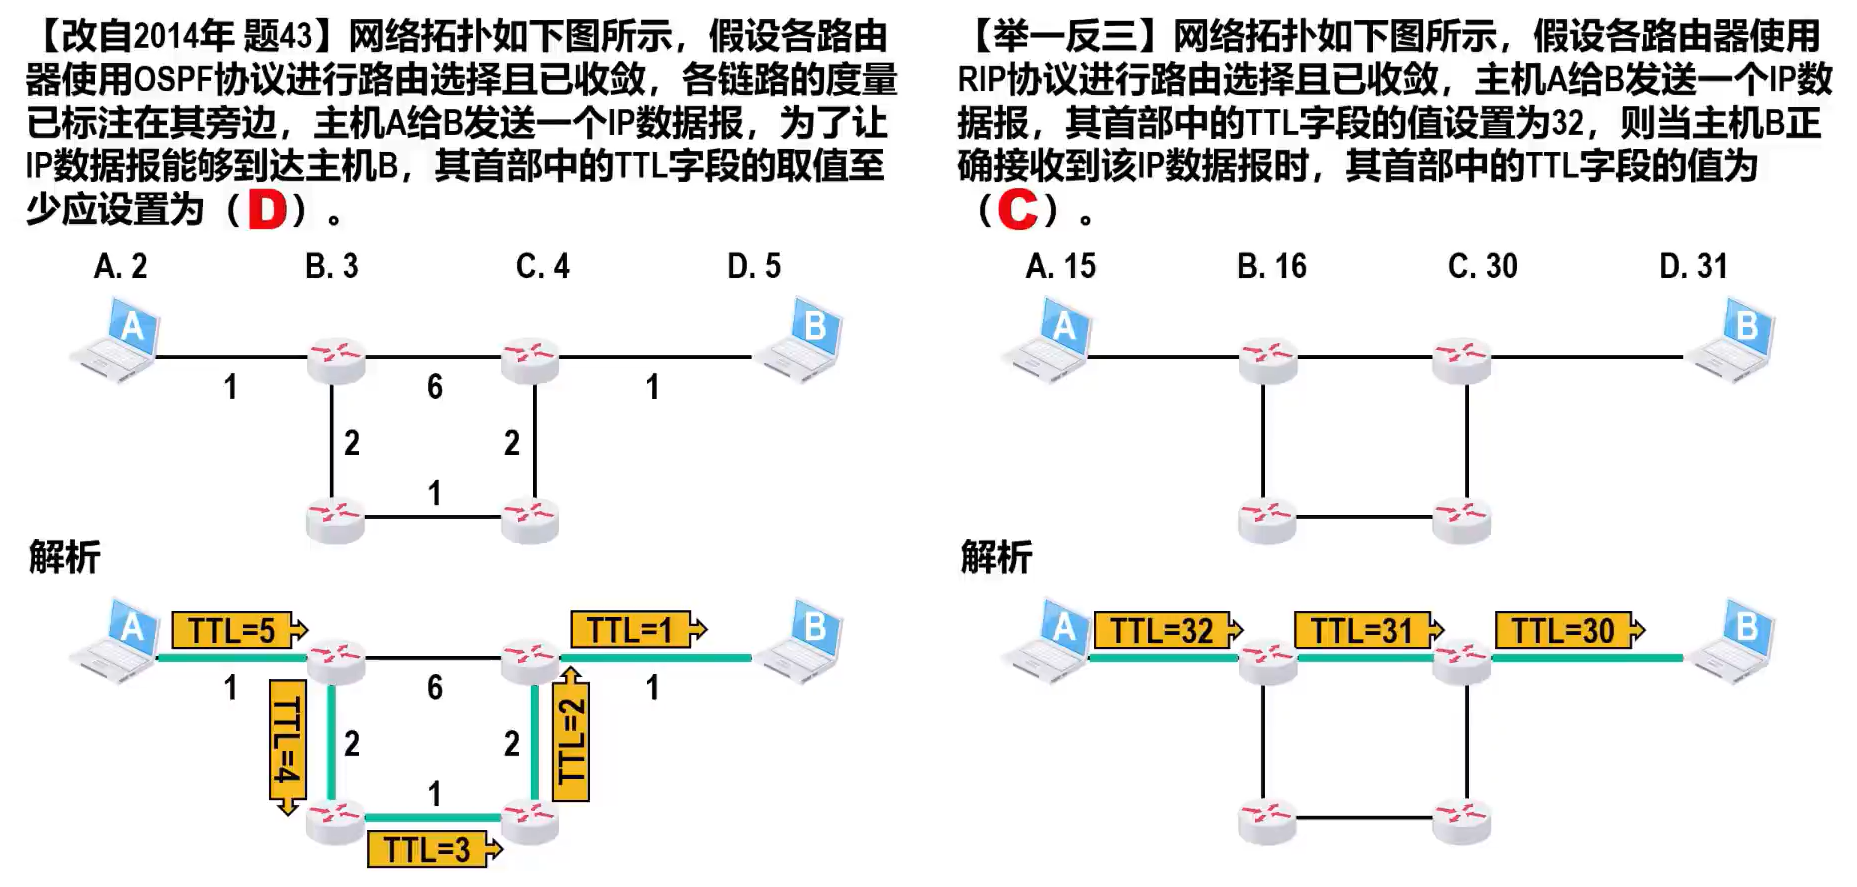 【改自2014年 题43】网络拓扑如下图所示，假设各路由
器使用OSPF协议进行路由选择且已收敛，各链路的度量
已标注在其旁边，主机A给B发送一个IP数据报，为了让
IP数据报能够到达主机B，其首部中的TTL字段的取值至
少应设置为（D）。
A. 2 B. 3 C. 4 D. 5
A B
1 6 1
2 2
1
解析
A TTL=5 TTL=1 B
1 6 1
TTL=4 2 2 TTL=2
1
TTL=3
【举一反三】网络拓扑如下图所示，假设各路由器使用
RIP协议进行路由选择且已收敛，主机A给B发送一个IP数
据报，其首部中的TTL字段的值设置为32，则当主机B正
确接收到该IP数据报时，其首部中的TTL字段的值为
（C）。
A. 15 B. 16 C. 30 D. 31
A B
解析
A TTL=32 TTL=31 TTL=30 B